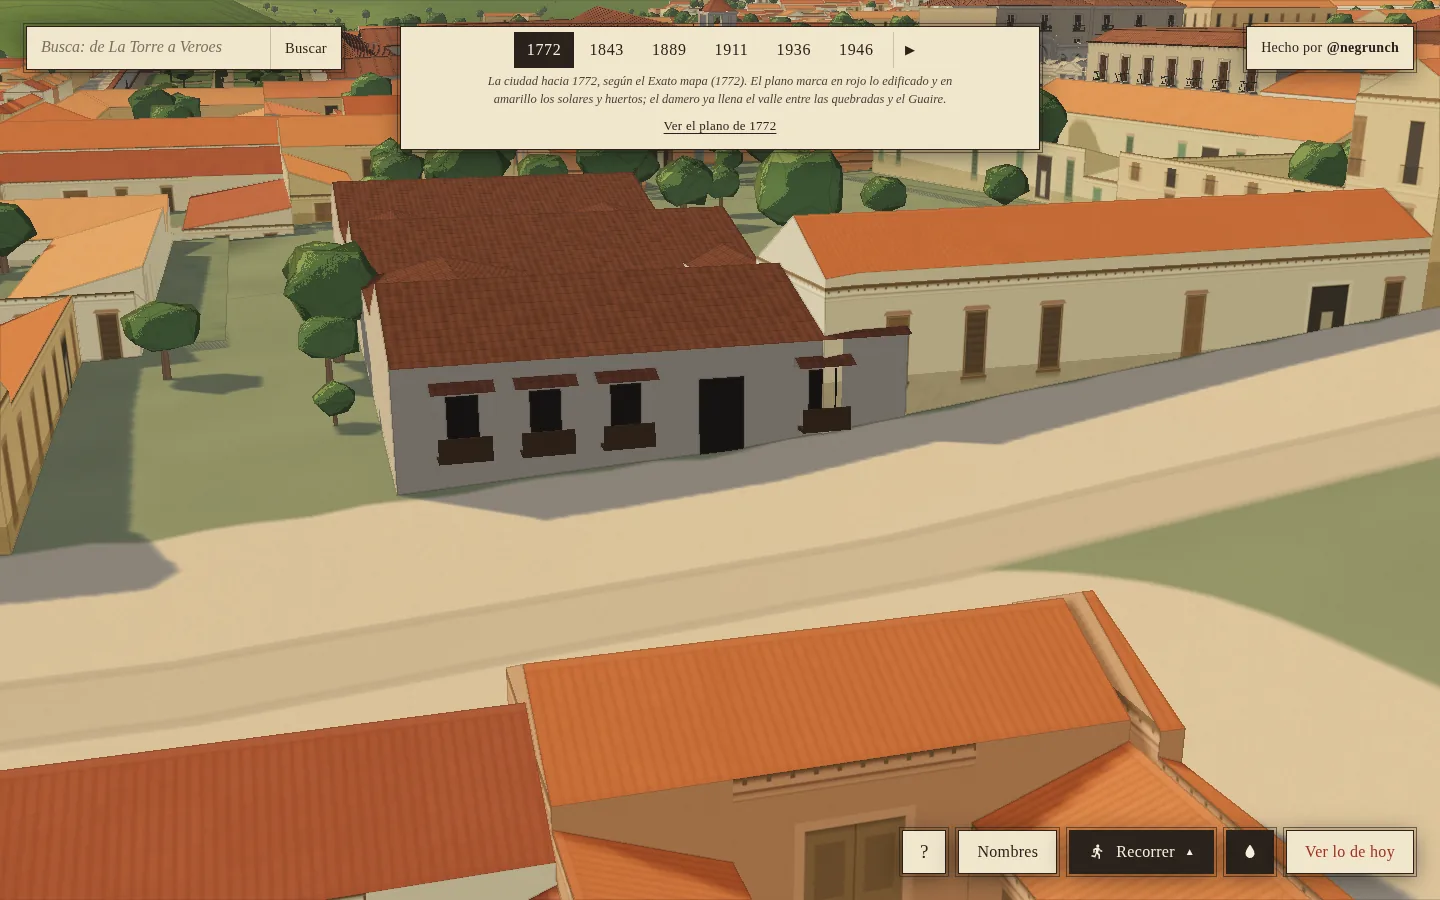 Busca: de La Torre a Veroes
Buscar
1772 1843 1889 1911 1936 1946 ▶
La ciudad hacia 1772, según el Exato mapa (1772). El plano marca en rojo lo edificado y en
amarillo los solares y huertos; el damero ya llena el valle entre las quebradas y el Guaire.
Ver el plano de 1772
Hecho por @negrunch
?
Nombres
Recorrer ▲
Ver lo de hoy